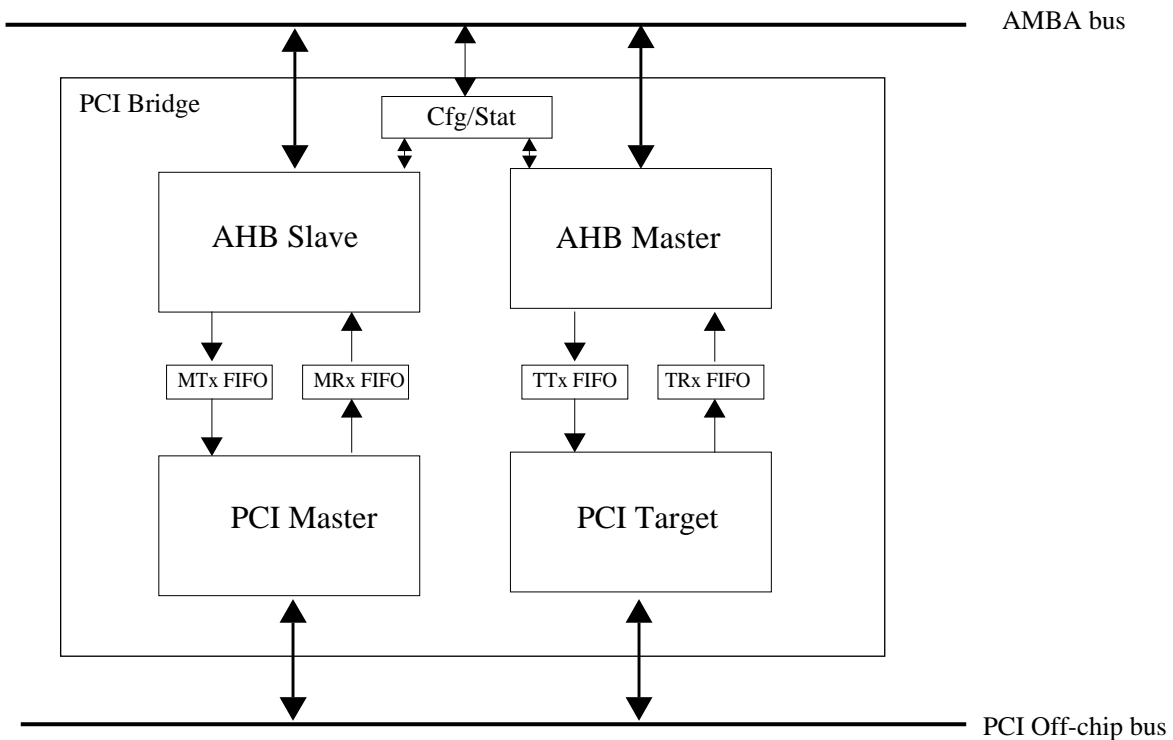 AMBA bus
PCI Bridge
Cfg/Stat
AHB Slave
AHB Master
MTx FIFO
MRx FIFO
TTx FIFO
TRx FIFO
PCI Master
PCI Target
PCI Off-chip bus